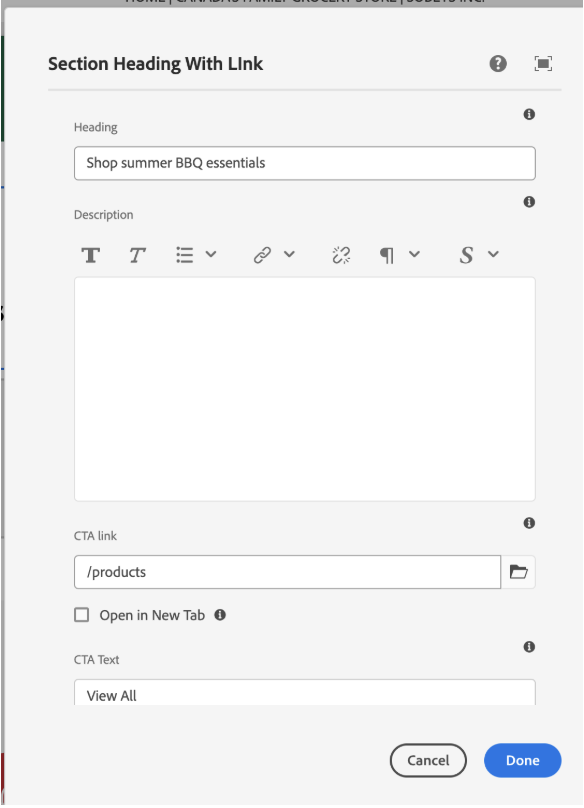 HOME | CANADA'S FAMILY GROCERY STORE | SOBEYS INC.
Section Heading With LInk
Heading
Shop summer BBQ essentials
Description
CTA link
/products
Open in New Tab
CTA Text
View All
Cancel
Done